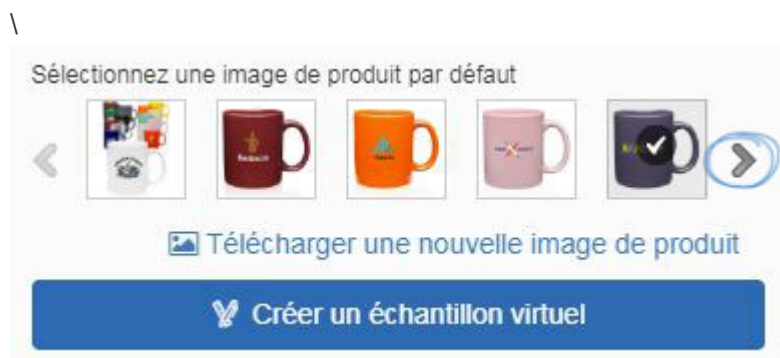 \
Sélectionnez une image de produit par défaut
Télécharger une nouvelle image de produit
Créer un échantillon virtuel